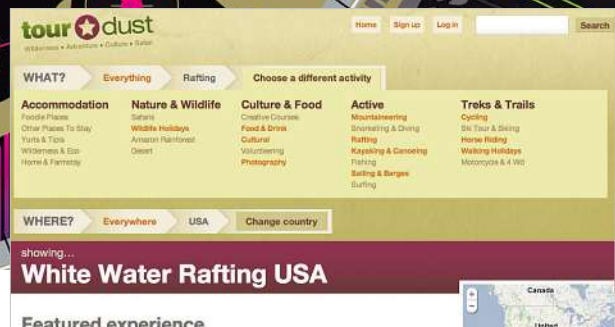 tour dust
Wilderness • Adventure • Culture • Safari
Home Sign up Log in Search
WHAT? Everything Rafting Choose a different activity
Accommodation Nature & Wildlife Culture & Food Active Treks & Trails
Foodie Places Safaris Creative Courses Mountaineering Cycling
Other Places To Stay Wildlife Holidays Food & Drink Snorkelling & Diving Ski Tour & Skiing
Yurts & Tipis Amazon Rainforest Cultural Rafting Horse Riding
Wilderness & Eco Desert Volunteering Kayaking & Canoeing Walking Holidays
Home & Farmstay Photography Fishing Motorcycle & 4 WD
Sailing & Barges
Surfing
WHERE? Everywhere USA Change country
showing...
White Water Rafting USA
Featured experience
Canada
United